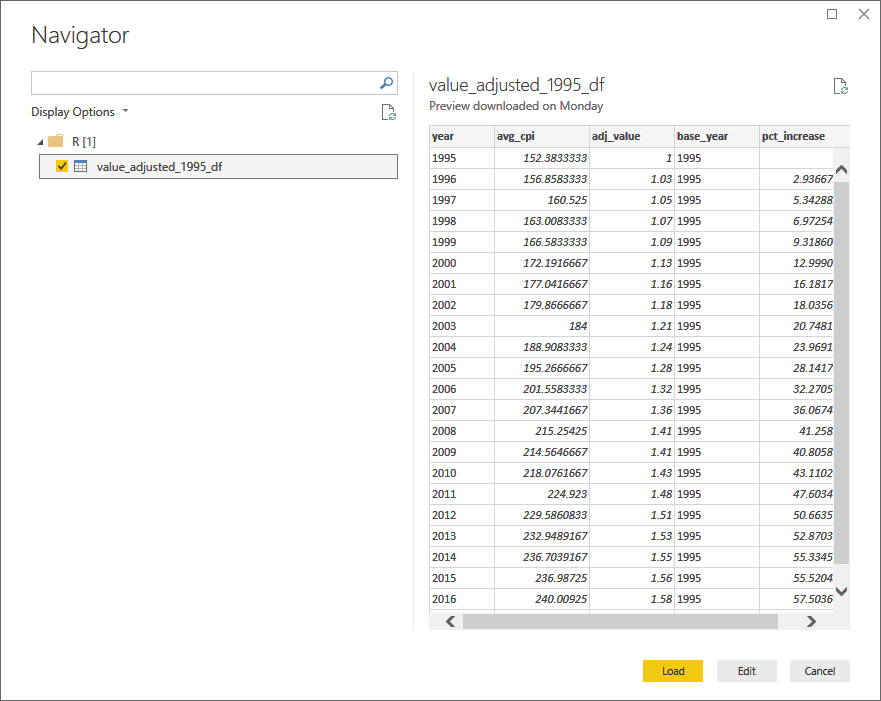 Navigator
Display Options
R [1]
value_adjusted_1995_df
value_adjusted_1995_df
Preview downloaded on Monday
year avg_cpi adj_value base_year pct_increase
1995 152.3833333 1 1995
1996 156.8583333 1.03 1995 2.93667
1997 160.525 1.05 1995 5.34288
1998 163.0083333 1.07 1995 6.97254
1999 166.5833333 1.09 1995 9.31860
2000 172.1916667 1.13 1995 12.9990
2001 177.0416667 1.16 1995 16.1817
2002 179.8666667 1.18 1995 18.0356
2003 184 1.21 1995 20.7481
2004 188.9083333 1.24 1995 23.9691
2005 195.2666667 1.28 1995 28.1417
2006 201.5583333 1.32 1995 32.2705
2007 207.3441667 1.36 1995 36.0674
2008 215.25425 1.41 1995 41.258
2009 214.5646667 1.41 1995 40.8058
2010 218.0761667 1.43 1995 43.1102
2011 224.923 1.48 1995 47.6034
2012 229.5860833 1.51 1995 50.6635
2013 232.9489167 1.53 1995 52.8703
2014 236.7039167 1.55 1995 55.3345
2015 236.98725 1.56 1995 55.5204
2016 240.00925 1.58 1995 57.5036
Load Edit Cancel